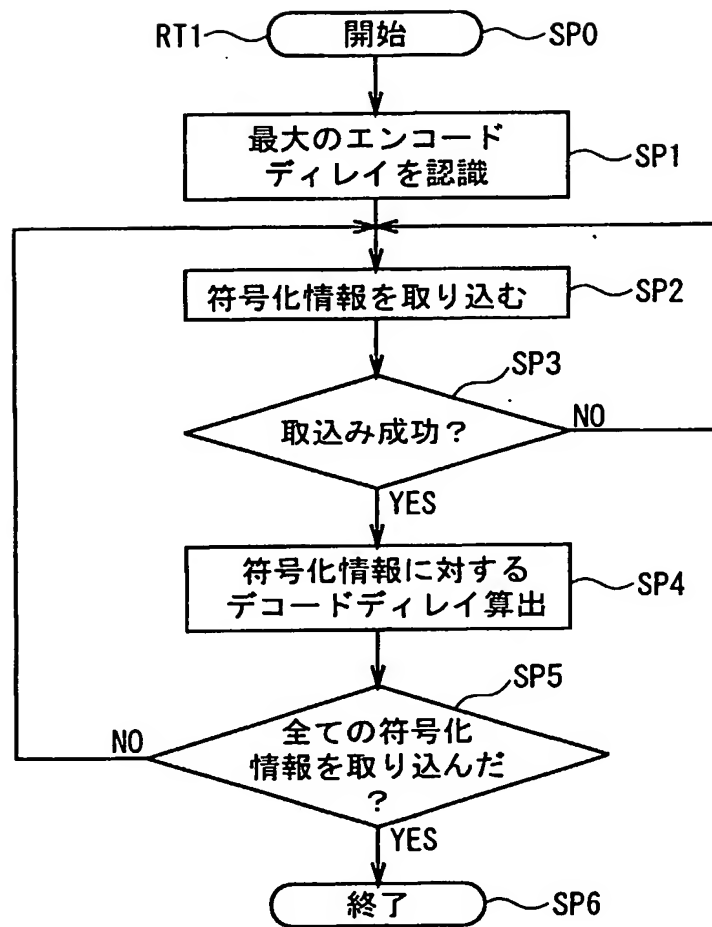 RT1 開始 SP0
最大のエンコード
ディレイを認識
SP1
符号化情報を取り込む SP2
SP3
取込み成功？ NO
YES
符号化情報に対する
デコードディレイ算出
SP4
SP5
全ての符号化
情報を取り込んだ
？
NO
YES
終了 SP6